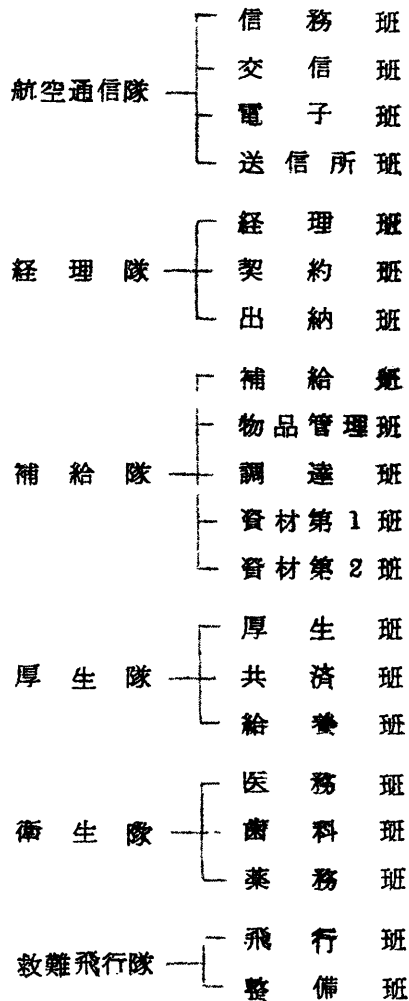 航空通信隊
信務班
交信班
電子班
送信所班
経理隊
経理班
契約班
出納班
補給隊
補給班
物品管理班
調達班
資材第1班
資材第2班
厚生隊
厚生班
共済班
給養班
衛生隊
医務班
歯科班
薬務班
救難飛行隊
飛行班
整備班